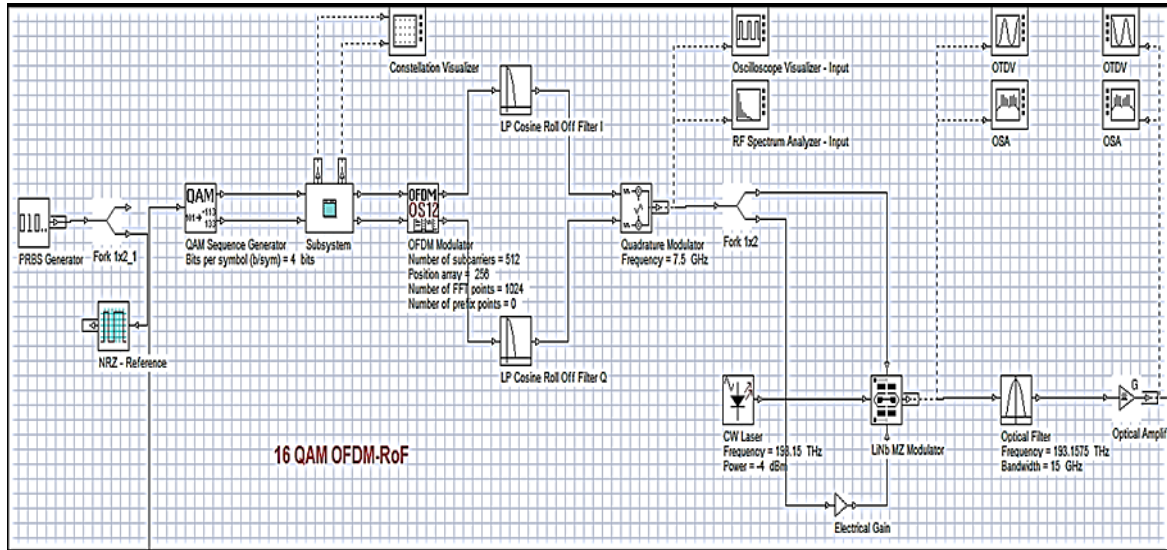 Constellation Visualizer
LP Cosine Roll Off Filter I
Oscilloscope Visualizer - Input
RF Spectrum Analyzer - Input
OTDV
OSA
OTDV
OSA
PRBS Generator
Fork 1x2_1
NRZ - Reference
QAM
QAM Sequence Generator
Bits per symbol (b/sym) = 4 bits
Subsystem
OFDM
OFDM Modulator
Number of subcarriers = 512
Position array = 256
Number of FFT points = 1024
Number of prefix points = 0
LP Cosine Roll Off Filter Q
Quadrature Modulator
Frequency = 7.5 GHz
Fork 1x2
16 QAM OFDM-RoF
CW Laser
Frequency = 193.15 THz
Power = -4 dBm
LiNb MZ Modulator
Electrical Gain
Optical Filter
Frequency = 193.1575 THz
Bandwidth = 15 GHz
G
Optical Amplif